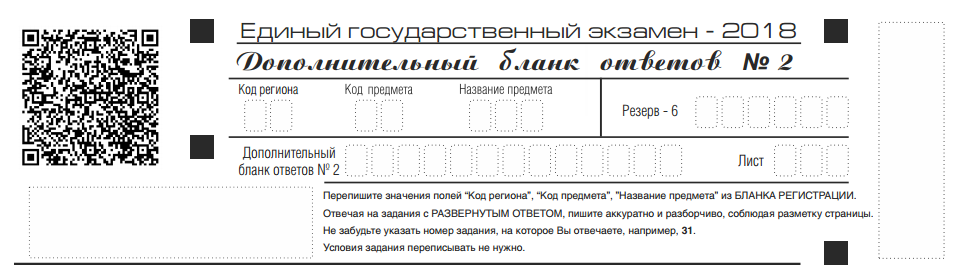 Единый государственный экзамен - 2018
Дополнительный бланк ответов № 2
Код региона Код предмета Название предмета
Резерв - 6
Дополнительный
бланк ответов № 2
Лист
Перепишите значения полей “Код региона”, “Код предмета”, "Название предмета" из БЛАНКА РЕГИСТРАЦИИ.
Отвечая на задания с РАЗВЕРНУТЫМ ОТВЕТОМ, пишите аккуратно и разборчиво, соблюдая разметку страницы.
Не забудьте указать номер задания, на которое Вы отвечаете, например, 31.
Условия задания переписывать не нужно.